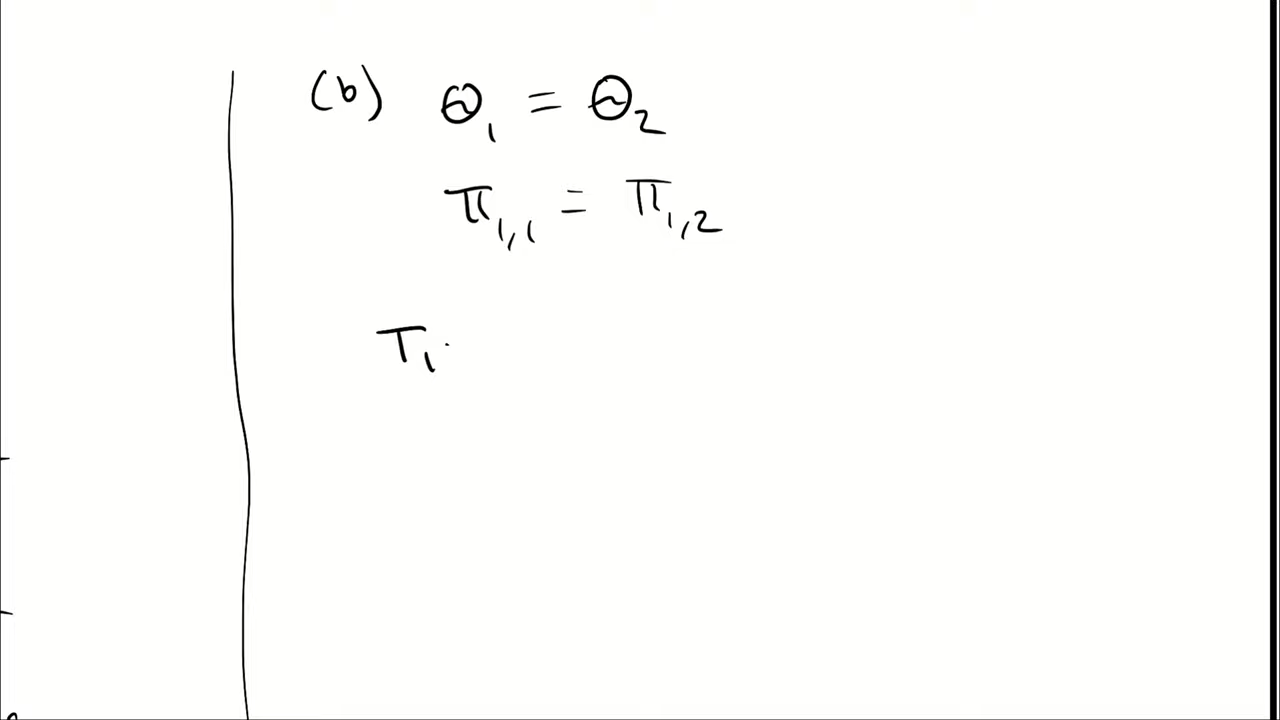 (b) Θ₁ = Θ₂
π₁,₁ = π₁,₂
T₁